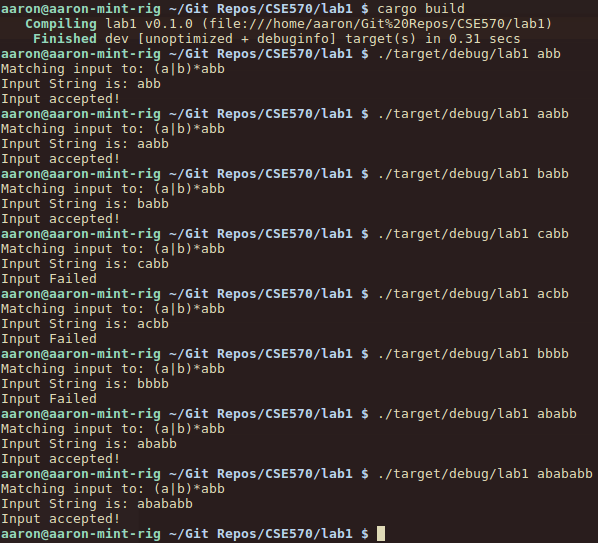 aaron@aaron-mint-rig ~/Git Repos/CSE570/lab1 $ cargo build
   Compiling lab1 v0.1.0 (file:///home/aaron/Git%20Repos/CSE570/lab1)
    Finished dev [unoptimized + debuginfo] target(s) in 0.31 secs
aaron@aaron-mint-rig ~/Git Repos/CSE570/lab1 $ ./target/debug/lab1 abb
Matching input to: (a|b)*abb
Input String is: abb
Input accepted!
aaron@aaron-mint-rig ~/Git Repos/CSE570/lab1 $ ./target/debug/lab1 aabb
Matching input to: (a|b)*abb
Input String is: aabb
Input accepted!
aaron@aaron-mint-rig ~/Git Repos/CSE570/lab1 $ ./target/debug/lab1 babb
Matching input to: (a|b)*abb
Input String is: babb
Input accepted!
aaron@aaron-mint-rig ~/Git Repos/CSE570/lab1 $ ./target/debug/lab1 cabb
Matching input to: (a|b)*abb
Input String is: cabb
Input Failed
aaron@aaron-mint-rig ~/Git Repos/CSE570/lab1 $ ./target/debug/lab1 acbb
Matching input to: (a|b)*abb
Input String is: acbb
Input Failed
aaron@aaron-mint-rig ~/Git Repos/CSE570/lab1 $ ./target/debug/lab1 bbbb
Matching input to: (a|b)*abb
Input String is: bbbb
Input Failed
aaron@aaron-mint-rig ~/Git Repos/CSE570/lab1 $ ./target/debug/lab1 ababb
Matching input to: (a|b)*abb
Input String is: ababb
Input accepted!
aaron@aaron-mint-rig ~/Git Repos/CSE570/lab1 $ ./target/debug/lab1 abababb
Matching input to: (a|b)*abb
Input String is: abababb
Input accepted!
aaron@aaron-mint-rig ~/Git Repos/CSE570/lab1 $